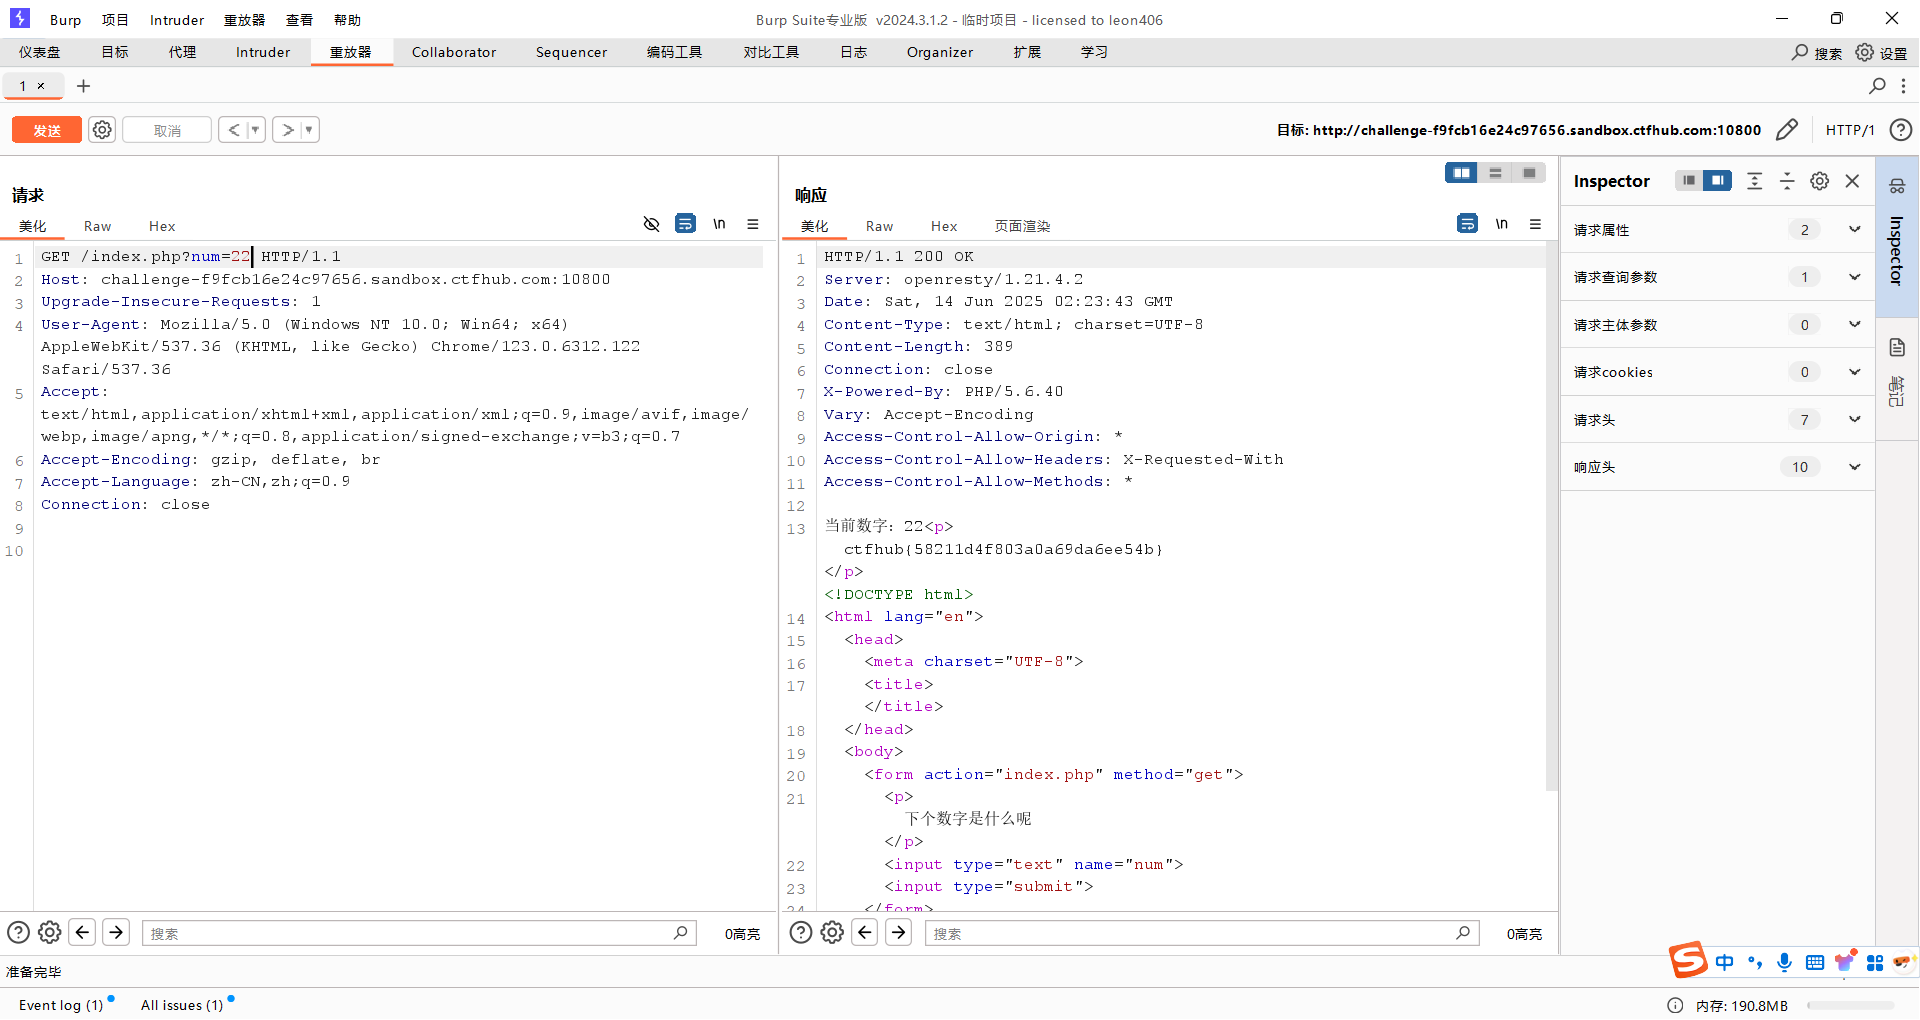 Burp 项目 Intruder 重放器 查看 帮助 Burp Suite专业版 v2024.3.1.2 - 临时项目 - licensed to leon406
仪表盘 目标 代理 Intruder 重放器 Collaborator Sequencer 编码工具 对比工具 日志 Organizer 扩展 学习 搜索 设置
1 × +
发送 取消 < > 目标: http://challenge-f9fcb16e24c97656.sandbox.ctfhub.com:10800 HTTP/1
请求
美化 Raw Hex \n
1 GET /index.php?num=22 HTTP/1.1
2 Host: challenge-f9fcb16e24c97656.sandbox.ctfhub.com:10800
3 Upgrade-Insecure-Requests: 1
4 User-Agent: Mozilla/5.0 (Windows NT 10.0; Win64; x64)
AppleWebKit/537.36 (KHTML, like Gecko) Chrome/123.0.6312.122
Safari/537.36
5 Accept:
text/html,application/xhtml+xml,application/xml;q=0.9,image/avif,image/
webp,image/apng,*/*;q=0.8,application/signed-exchange;v=b3;q=0.7
6 Accept-Encoding: gzip, deflate, br
7 Accept-Language: zh-CN,zh;q=0.9
8 Connection: close
9
10
搜索 0高亮
响应
美化 Raw Hex 页面渲染 \n
1 HTTP/1.1 200 OK
2 Server: openresty/1.21.4.2
3 Date: Sat, 14 Jun 2025 02:23:43 GMT
4 Content-Type: text/html; charset=UTF-8
5 Content-Length: 389
6 Connection: close
7 X-Powered-By: PHP/5.6.40
8 Vary: Accept-Encoding
9 Access-Control-Allow-Origin: *
10 Access-Control-Allow-Headers: X-Requested-With
11 Access-Control-Allow-Methods: *
12
13 当前数字: 22<p>
ctfhub{58211d4f803a0a69da6ee54b}
</p>
<!DOCTYPE html>
14 <html lang="en">
15 <head>
16 <meta charset="UTF-8">
17 <title>
</title>
18 </head>
19 <body>
20 <form action="index.php" method="get">
21 <p>
下个数字是什么呢
</p>
22 <input type="text" name="num">
23 <input type="submit">
24 </form>
搜索 0高亮
Inspector
请求属性 2
请求查询参数 1
请求主体参数 0
请求cookies 0
请求头 7
响应头 10
Inspector
笔记
准备完毕
中
Event log (1) All issues (1) 内存: 190.8MB